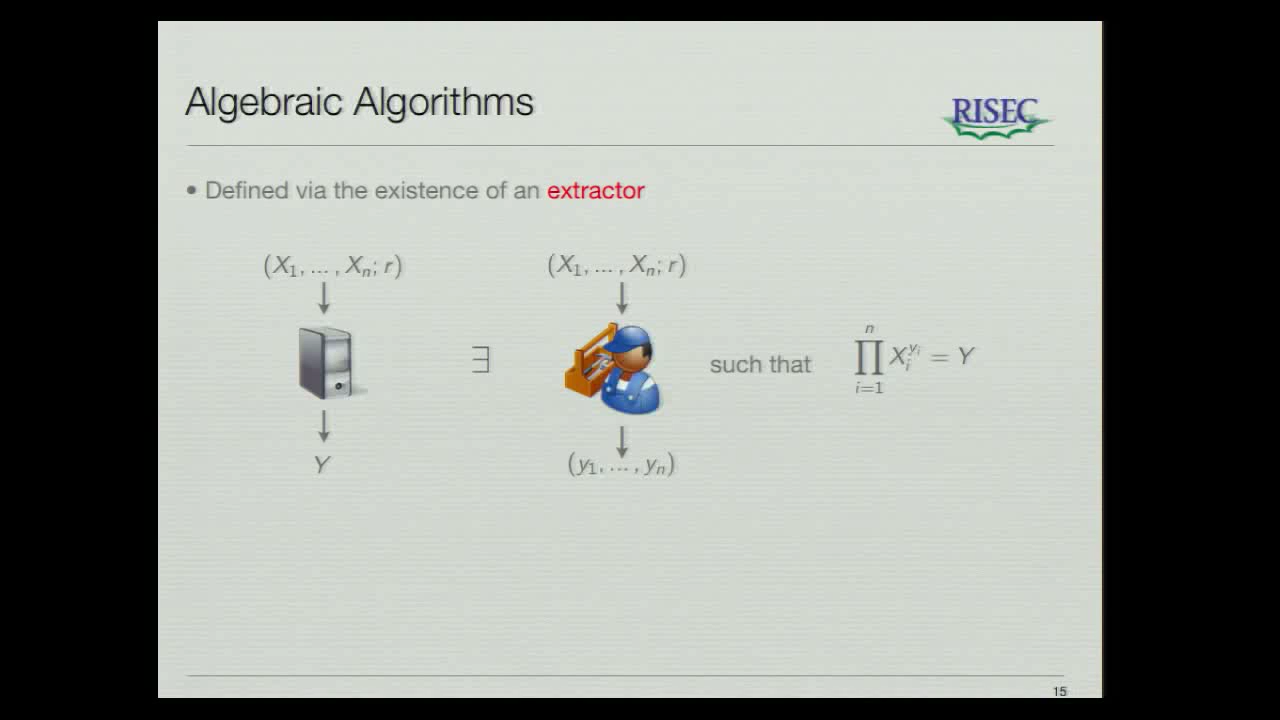 Algebraic Algorithms
RISEC
• Defined via the existence of an extractor
(X₁, ... , Xₙ; r)
(X₁, ... , Xₙ; r)
∃
such that
∏ᵢ₌₁ⁿ Xᵢ^yᵢ = Y
Y
(y₁, ... , yₙ)
15